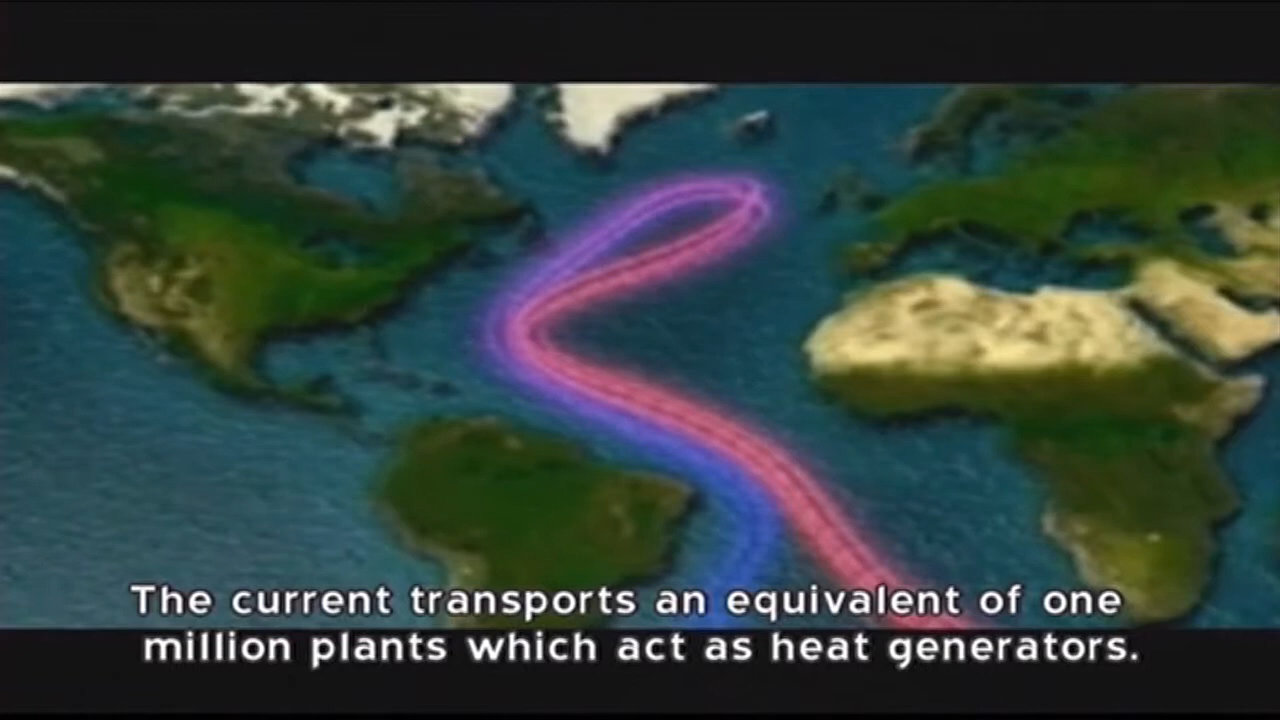 The current transports an equivalent of one
million plants which act as heat generators.